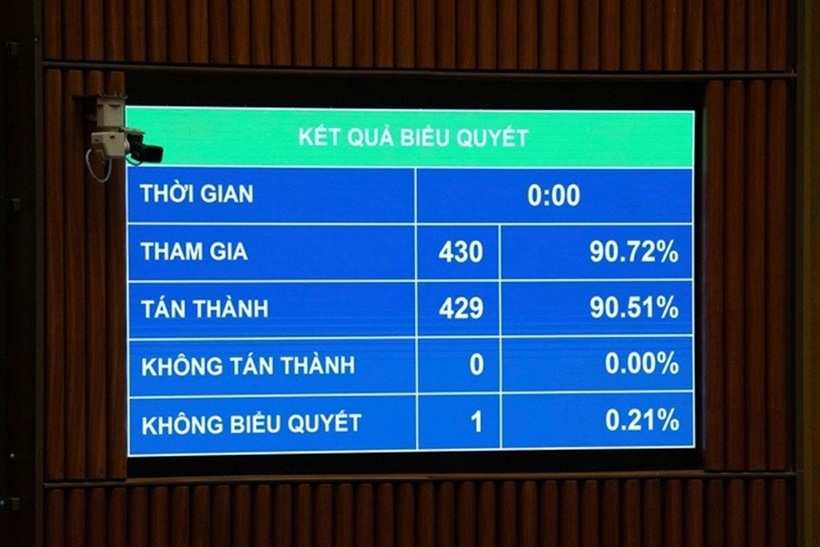 KẾT QUẢ BIỂU QUYẾT
THỜI GIAN 0:00
THAM GIA 430 90.72%
TÁN THÀNH 429 90.51%
KHÔNG TÁN THÀNH 0 0.00%
KHÔNG BIỂU QUYẾT 1 0.21%